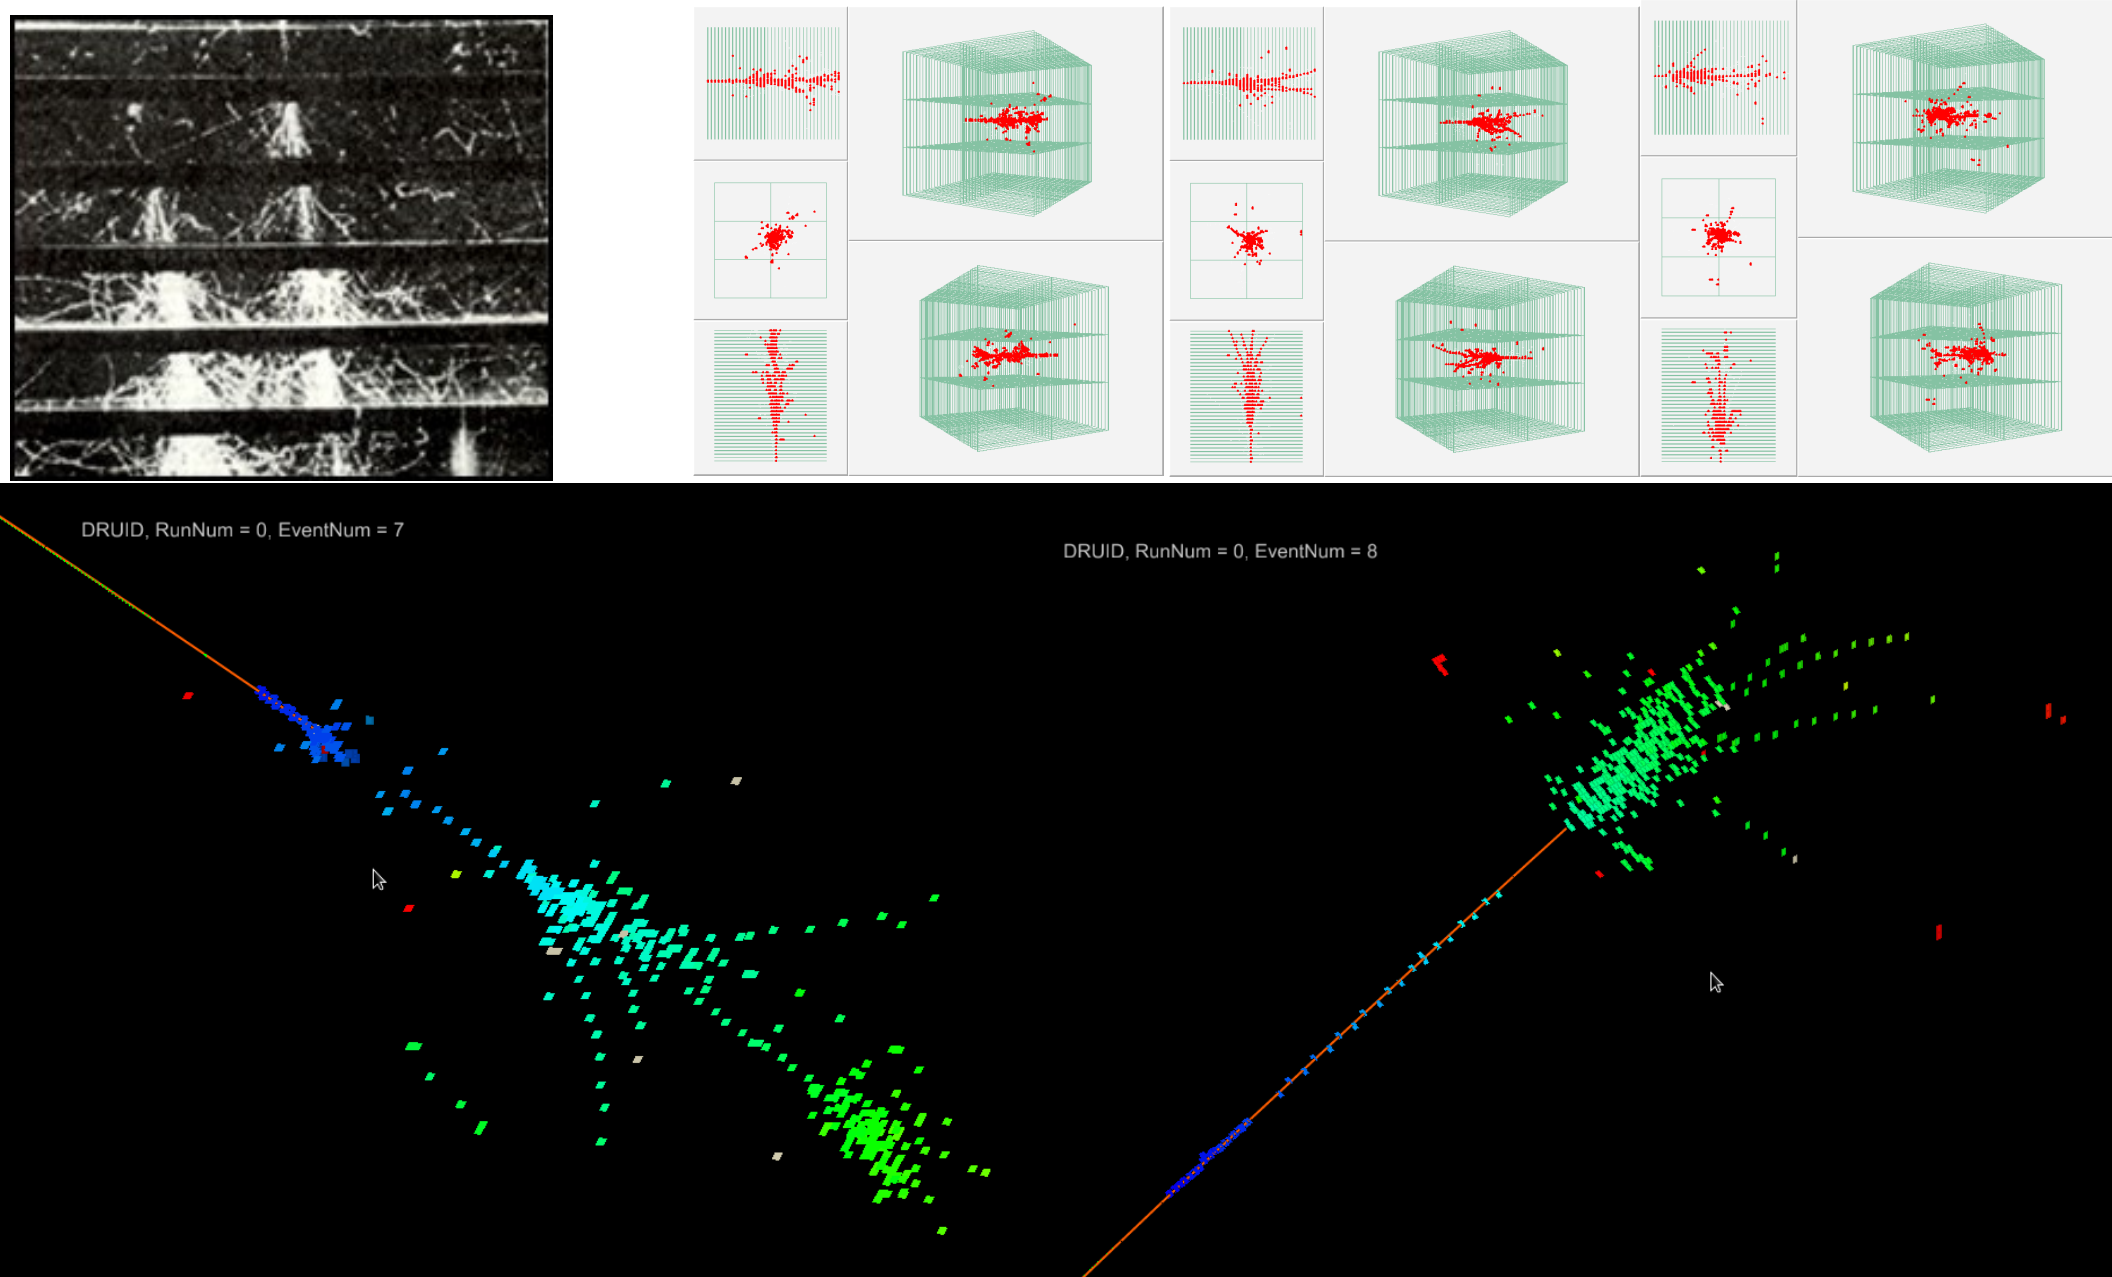 DRUID, RunNum = 0, EventNum = 7
DRUID, RunNum = 0, EventNum = 8